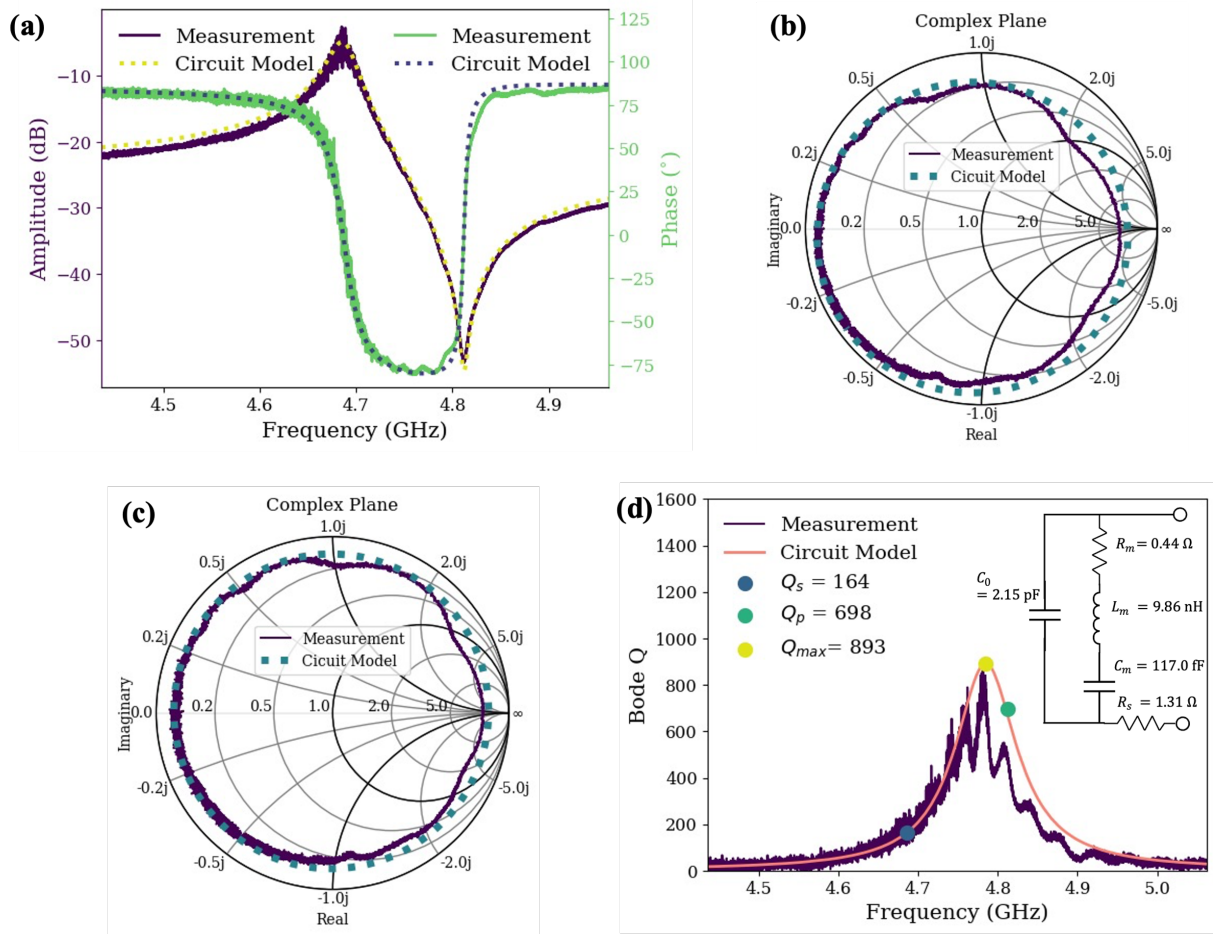 (a)
Measurement
Circuit Model
Measurement
Circuit Model
−10
−20
−30
−40
−50
Amplitude (dB)
125
100
75
50
25
0
−25
−50
−75
Phase (°)
4.5
4.6
4.7
4.8
4.9
Frequency (GHz)
(b)
Complex Plane
1.0j
0.5j
2.0j
0.2j
5.0j
Measurement
Cicuit Model
Imaginary
0.0
0.2
0.5
1.0
2.0
5.0
∞
-0.2j
-5.0j
-0.5j
-2.0j
-1.0j
Real
(c)
Complex Plane
1.0j
0.5j
2.0j
0.2j
5.0j
Measurement
Cicuit Model
Imaginary
0.0
0.2
0.5
1.0
2.0
5.0
∞
-0.2j
-5.0j
-0.5j
-2.0j
-1.0j
Real
(d)
1600
1400
1200
1000
800
600
400
200
0
Bode Q
Measurement
Circuit Model
Qs = 164
Qp = 698
Qmax= 893
Rm = 0.44 Ω
C0
= 2.15 pF
Lm = 9.86 nH
Cm = 117.0 fF
Rs = 1.31 Ω
4.5
4.6
4.7
4.8
4.9
5.0
Frequency (GHz)